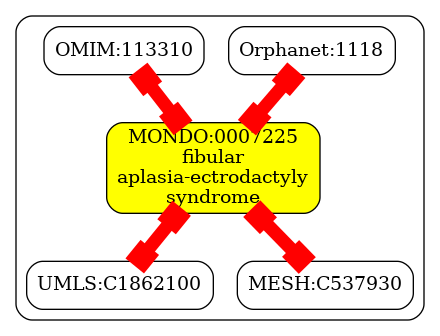 OMIM:113310
Orphanet:1118
MONDO:0007225
fibular
aplasia-ectrodactyly
syndrome
UMLS:C1862100
MESH:C537930